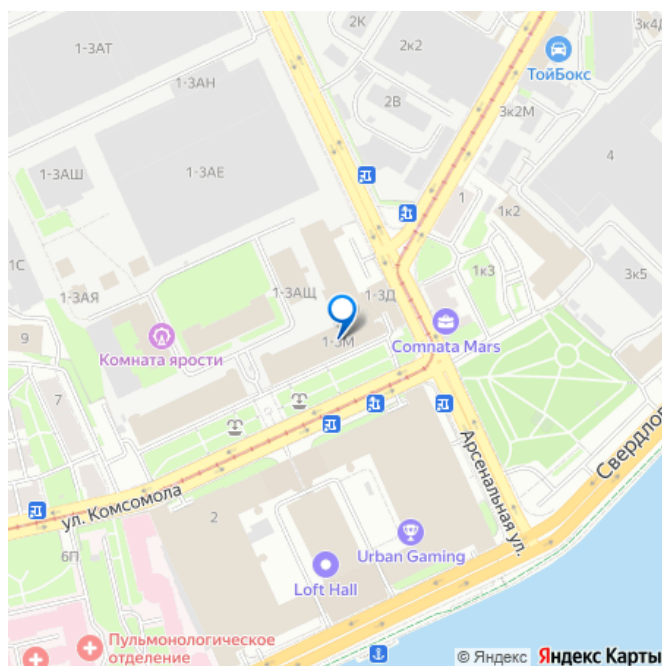 2К
3к4Д
1-3АТ
2к2
ТойБокс
1-3АН
2В
3к2М
1-3АЕ
4
1-3АШ
1
1к2
1С
1-3АЩ
1к3
3к5
1-3АЯ
1-3Д
9
Комната ярости
1-3М
Comnata Mars
7
Свердлов
ул. Комсомола
Арсенальная ул.
2
6П
Urban Gaming
Loft Hall
Пульмонологическое
отделение
© Яндекс Яндекс Карты